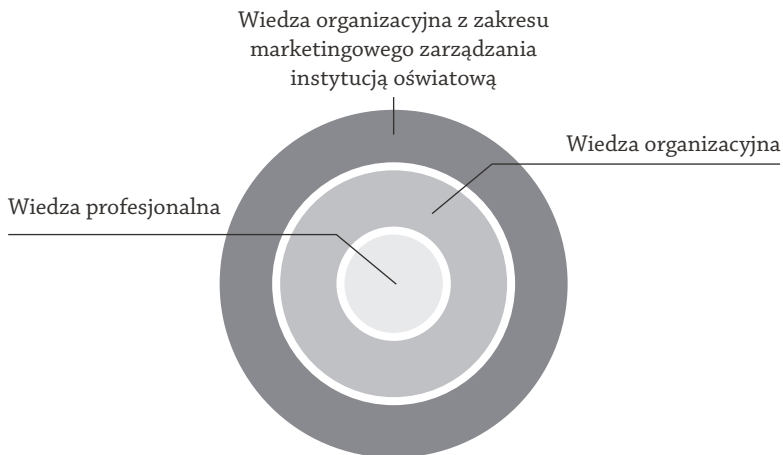 Wiedza organizacyjna z zakresu
marketingowego zarządzania
instytucją oświatową
Wiedza organizacyjna
Wiedza profesjonalna